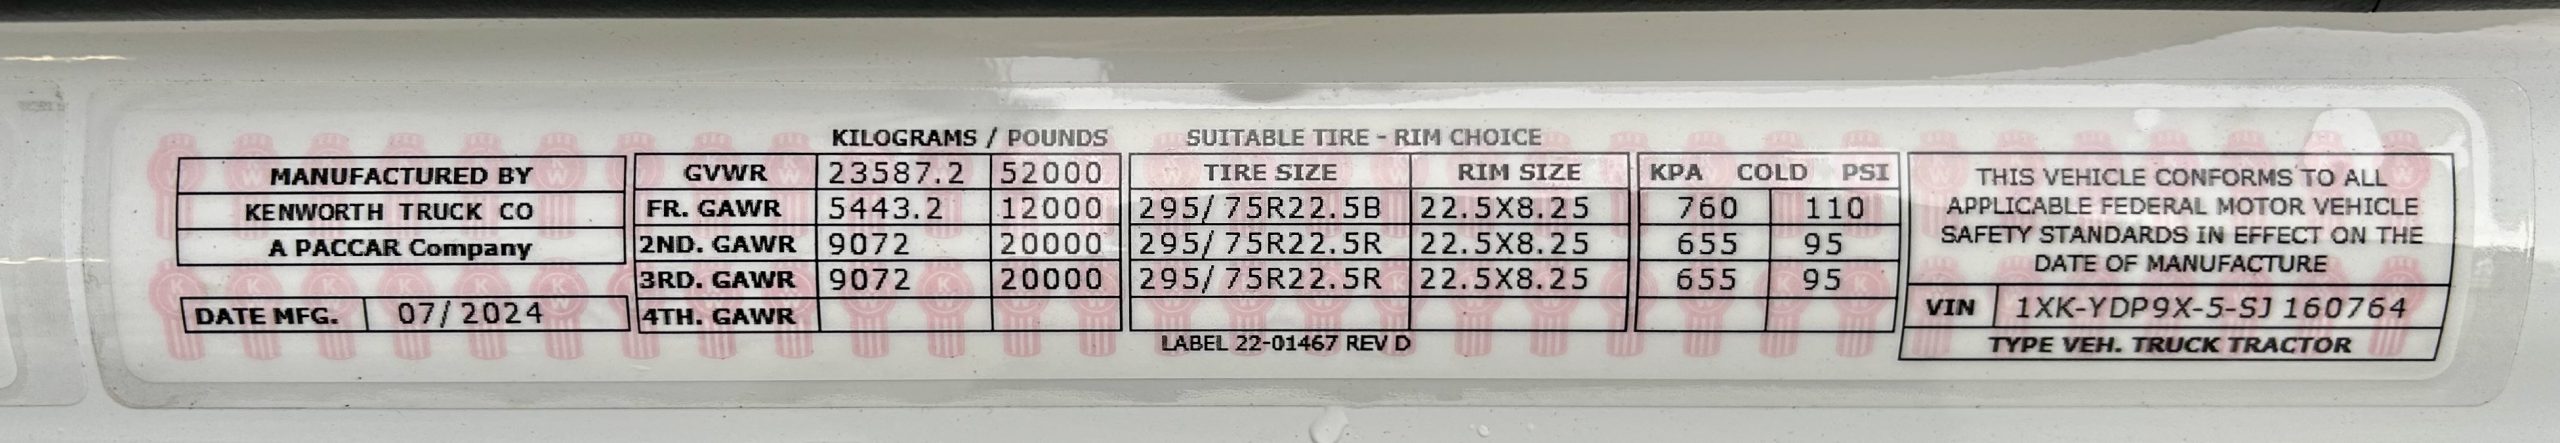 KILOGRAMS / POUNDS SUITABLE TIRE - RIM CHOICE
MANUFACTURED BY
KENWORTH TRUCK CO
A PACCAR Company
DATE MFG. 07/2024
GVWR 23587.2 52000
FR. GAWR 5443.2 12000
2ND. GAWR 9072 20000
3RD. GAWR 9072 20000
4TH. GAWR
TIRE SIZE RIM SIZE
295/75R22.5B 22.5X8.25
295/75R22.5R 22.5X8.25
295/75R22.5R 22.5X8.25
LABEL 22-01467 REV D
KPA COLD PSI
760 110
655 95
655 95
THIS VEHICLE CONFORMS TO ALL
APPLICABLE FEDERAL MOTOR VEHICLE
SAFETY STANDARDS IN EFFECT ON THE
DATE OF MANUFACTURE
VIN 1XK-YDP9X-5-SJ160764
TYPE VEH. TRUCK TRACTOR